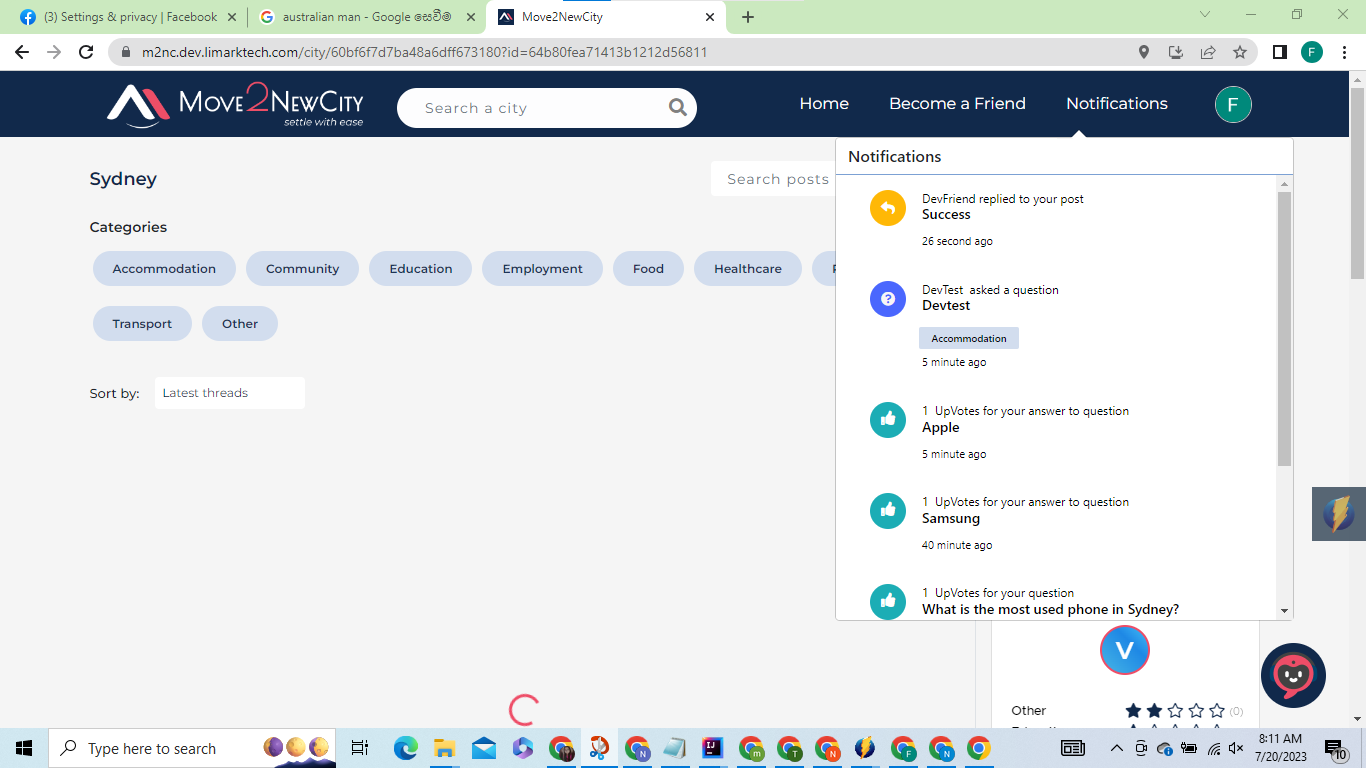 (3) Settings & privacy | Facebook
australian man - Google සෙවීම
Move2NewCity
m2nc.dev.limarktech.com/city/60bf6f7d7ba48a6dff673180?id=64b80fea71413b1212d56811
F
MOVE2NEWCITY
settle with ease
Search a city
Home
Become a Friend
Notifications
F
Sydney
Search posts
Notifications
DevFriend replied to your post
Success
26 second ago
Categories
Accommodation
Community
Education
Employment
Food
Healthcare
Transport
Other
DevTest asked a question
Devtest
Accommodation
5 minute ago
Sort by:
Latest threads
1 UpVotes for your answer to question
Apple
5 minute ago
1 UpVotes for your answer to question
Samsung
40 minute ago
1 UpVotes for your question
What is the most used phone in Sydney?
V
Other
(0)
Type here to search
N
m
T
N
F
N
8:11 AM
7/20/2023
10